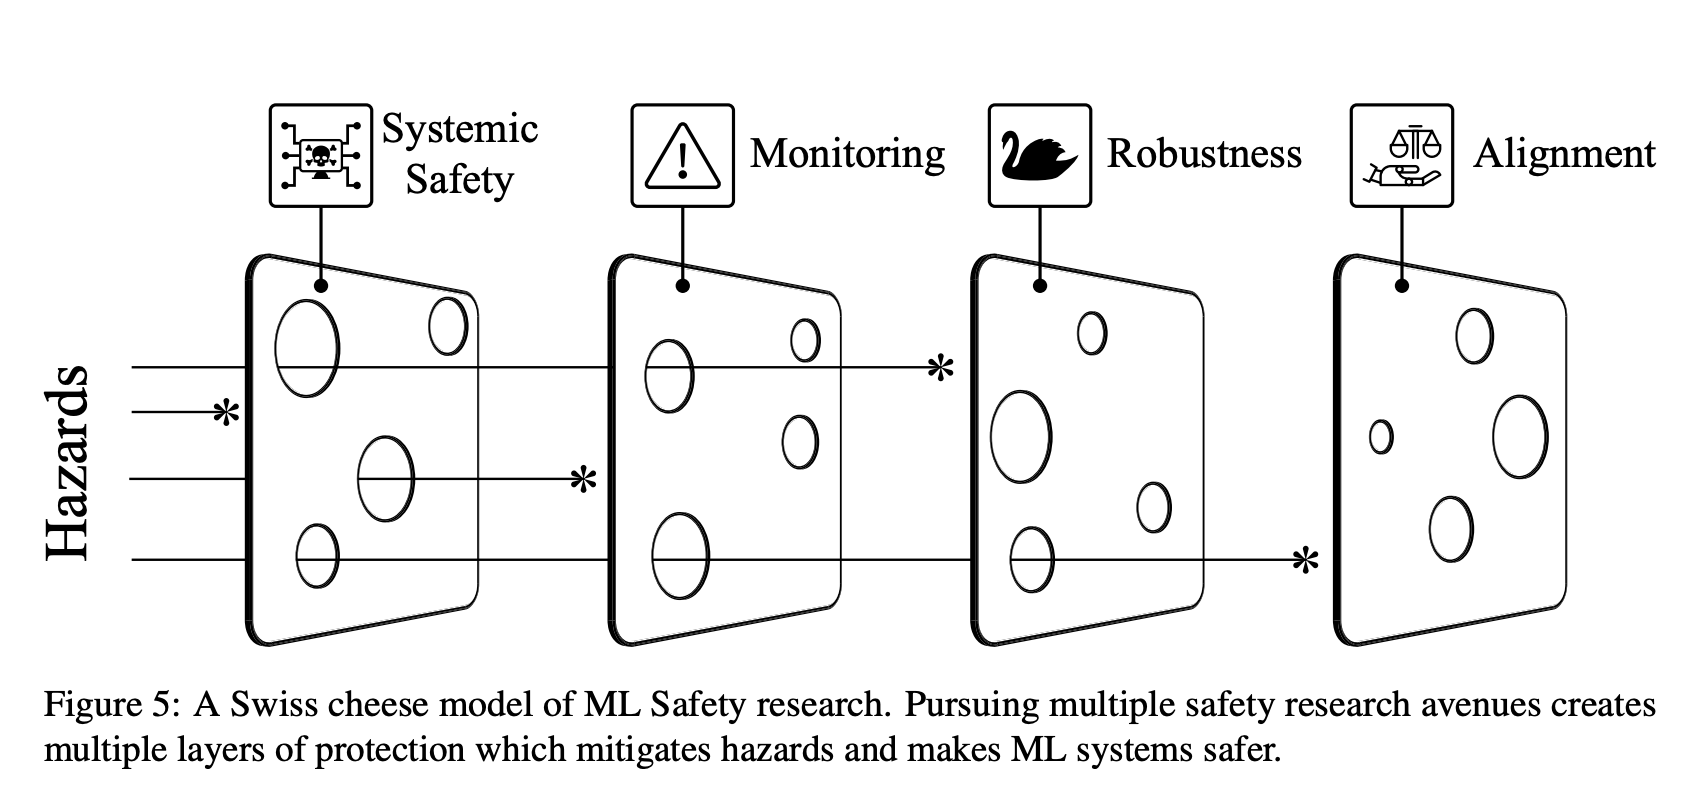 Systemic
Safety
Monitoring
Robustness
Alignment
Hazards
Figure 5: A Swiss cheese model of ML Safety research. Pursuing multiple safety research avenues creates
multiple layers of protection which mitigates hazards and makes ML systems safer.